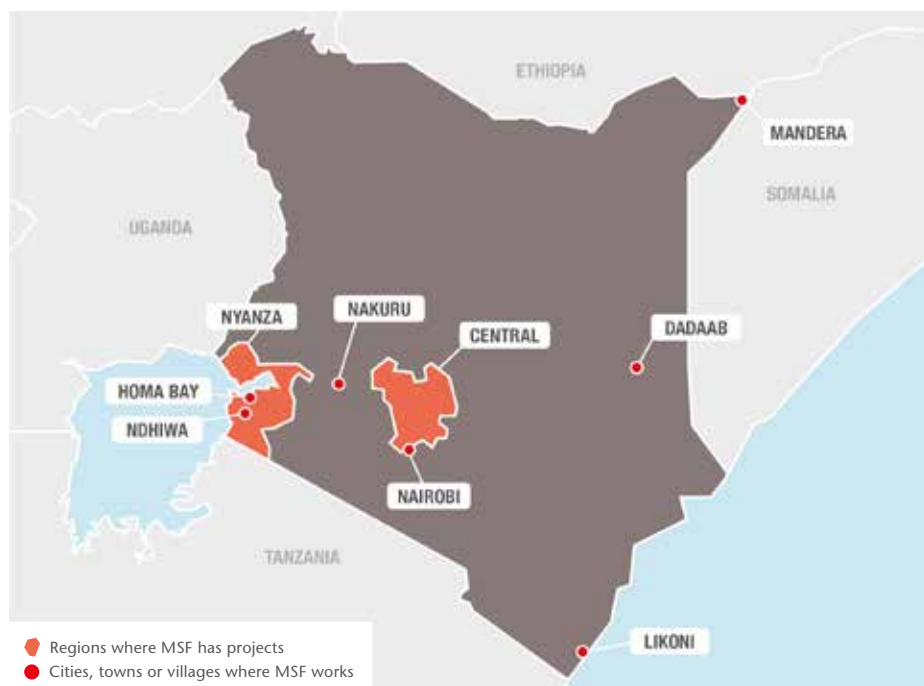 ETHIOPIA
MANDERA
SOMALIA
UGANDA
NYANZA
NAKURU
CENTRAL
DADAAB
HOMA BAY
NDHIWA
NAIROBI
TANZANIA
LIKONI
Regions where MSF has projects
Cities, towns or villages where MSF works